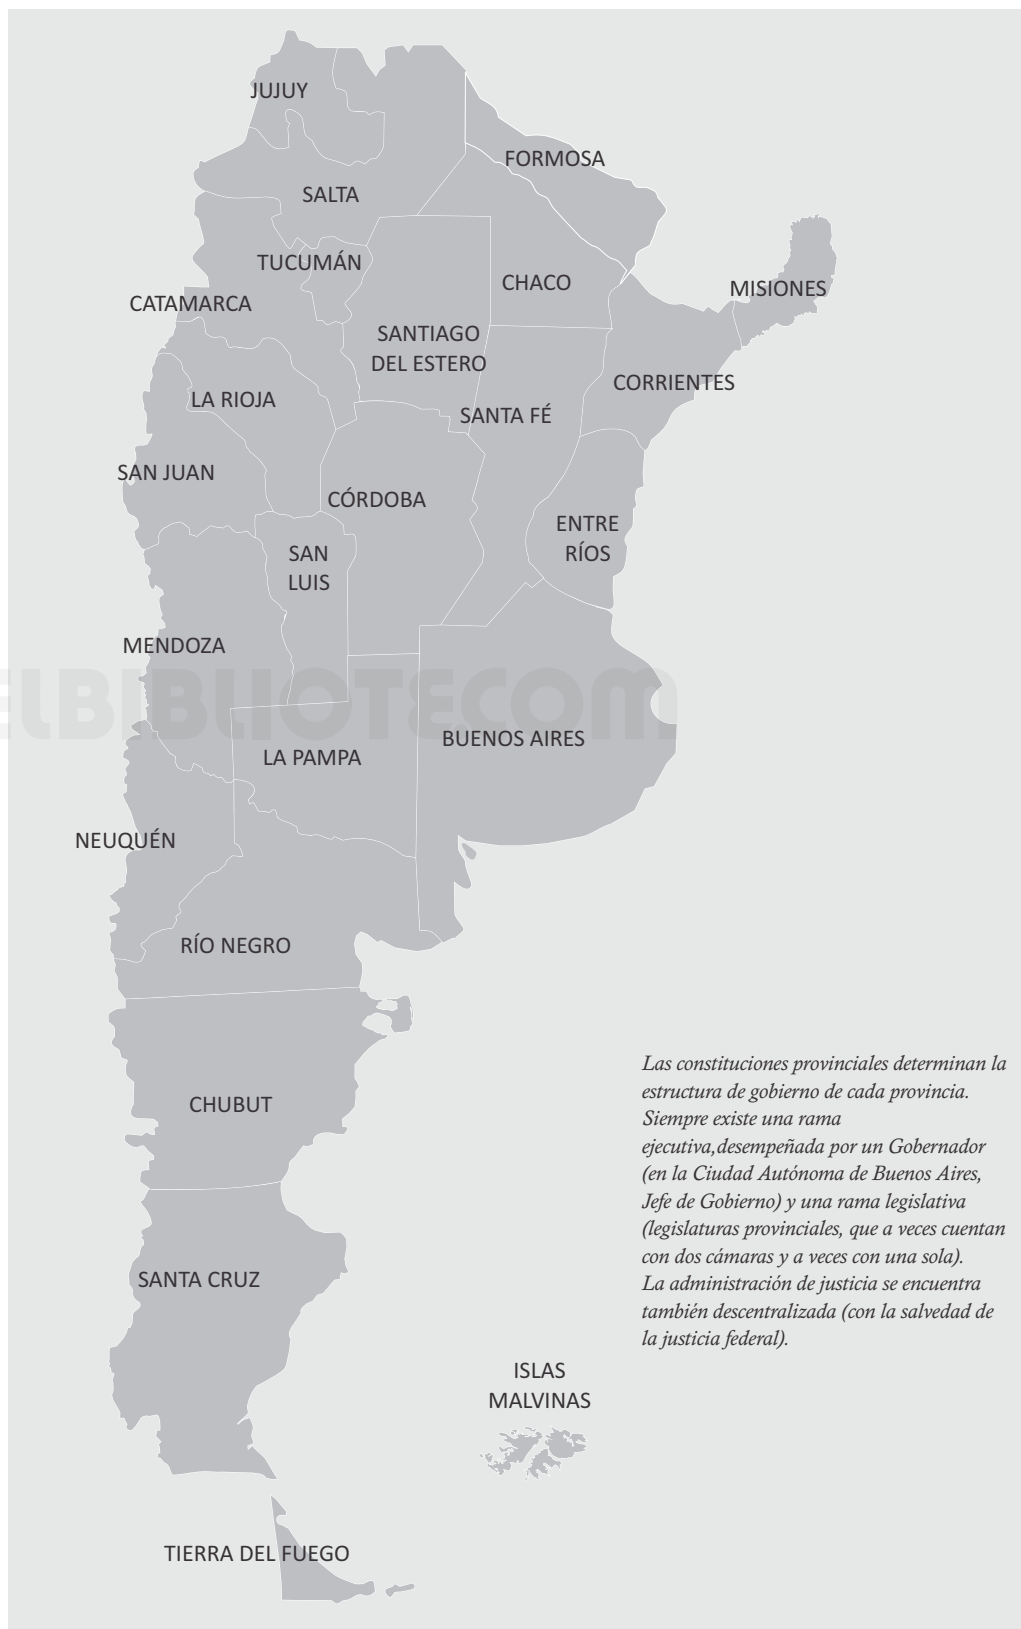 JUJUY
FORMOSA
SALTA
TUCUMÁN
CHACO
MISIONES
CATAMARCA
SANTIAGO
DEL ESTERO
CORRIENTES
LA RIOJA
SANTA FÉ
SAN JUAN
CÓRDOBA
ENTRE
RÍOS
SAN
LUIS
MENDOZA
ELBIBLIOTECOM
BUENOS AIRES
LA PAMPA
NEUQUÉN
RÍO NEGRO
CHUBUT
Las constituciones provinciales determinan la
estructura de gobierno de cada provincia.
Siempre existe una rama
ejecutiva,desempeñada por un Gobernador
(en la Ciudad Autónoma de Buenos Aires,
Jefe de Gobierno) y una rama legislativa
(legislaturas provinciales, que a veces cuentan
con dos cámaras y a veces con una sola).
La administración de justicia se encuentra
también descentralizada (con la salvedad de
la justicia federal).
SANTA CRUZ
ISLAS
MALVINAS
TIERRA DEL FUEGO